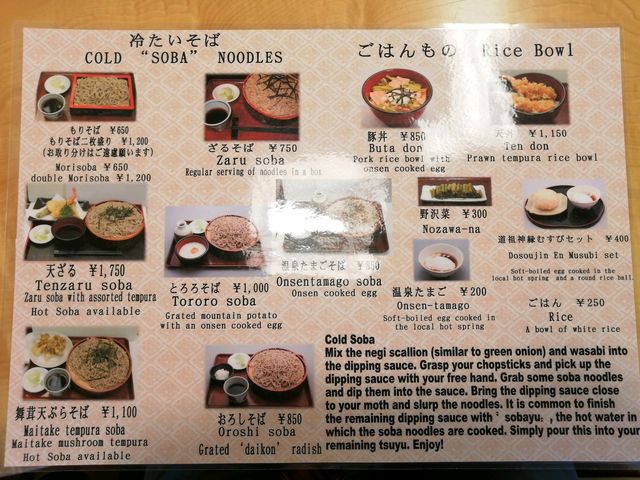 冷たいそば
COLD “SOBA” NOODLES
もりそば ￥650
もりそば二枚盛り ￥1,200
(お取り分けはご遠慮願います)
Morisoba ￥650
double Morisoba ￥1,200
ざるそば ￥750
Zaru soba
Regular serving of noodles in a box
天ざる ￥1,750
Tenzaru soba
Zaru soba with assorted tempura
Hot Soba available
とろろそば ￥1,000
Tororo soba
Grated mountain potato
with an onsen cooked egg
温泉たまごそば ￥850
Onsentamago soba
Onsen cooked egg
舞茸天ぷらそば ￥1,100
Maitake tempura soba
Maitake mushroom tempura
Hot Soba available
おろしそば ￥850
Oroshi soba
Grated ‘daikon’ radish
ごはんもの Rice Bowl
豚丼 ￥850
Buta don
Pork rice bowl with
onsen cooked egg
天丼 ￥1,150
Ten don
Prawn tempura rice bowl
野沢菜 ￥300
Nozawa-na
道祖神縁むすびセット ￥400
Dosoujin En Musubi set
Soft-boiled egg cooked in the local
hot spring and a round rice ball
温泉たまご ￥200
Onsen-tamago
Soft-boiled egg cooked in
the local hot spring
ごはん ￥250
Rice
A bowl of white rice
Cold Soba
Mix the negi scallion (similar to green onion) and wasabi into
the dipping sauce. Grasp your chopsticks and pick up the
dipping sauce with your free hand. Grab some soba noodles
and dip them into the sauce. Bring the dipping sauce close
to your moth and slurp the noodles. It is common to finish
the remaining dipping sauce with ‘ sobayu, , the hot water in
which the soba noodles are cooked. Simply pour this into your
remaining tsuyu. Enjoy!